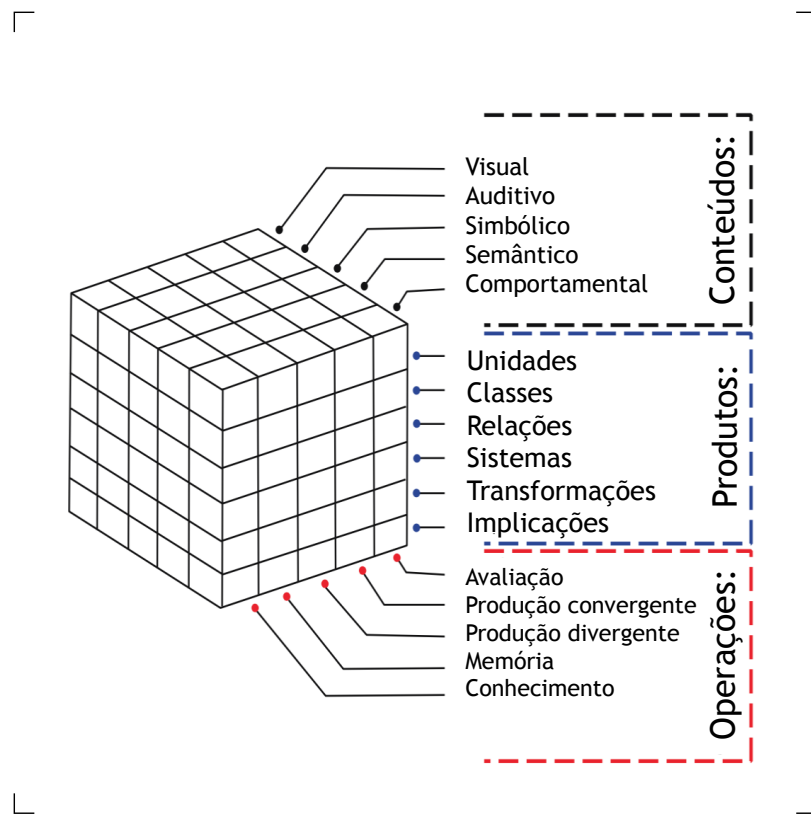 Conteúdos:
Visual
Auditivo
Simbólico
Semântico
Comportamental
Produtos:
Unidades
Classes
Relações
Sistemas
Transformações
Implicações
Operações:
Avaliação
Produção convergente
Produção divergente
Memória
Conhecimento